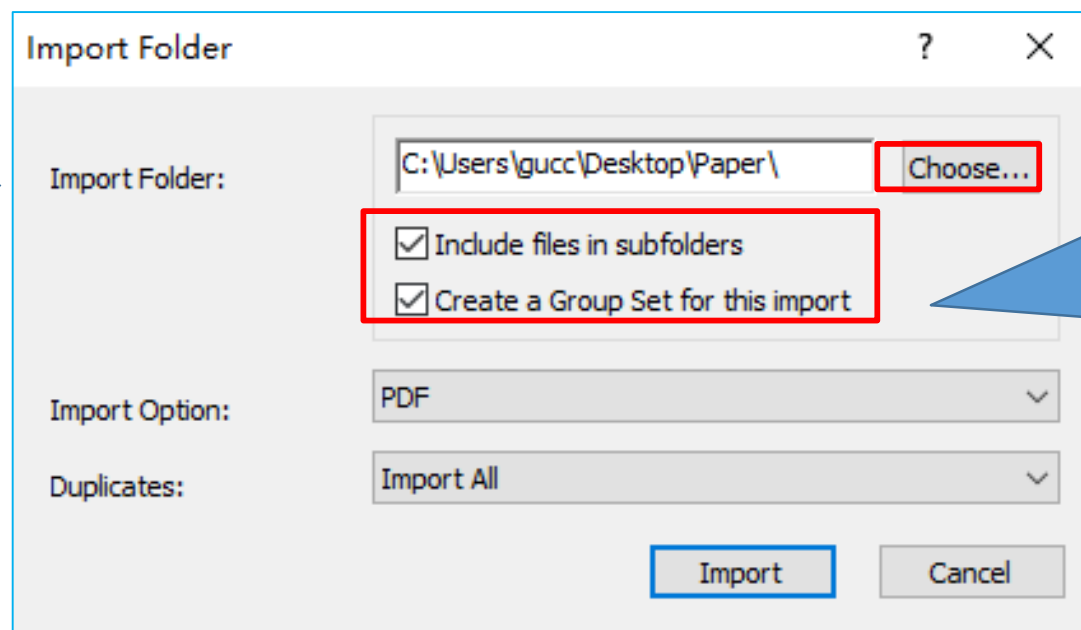 Import Folder ?
Import Folder: C:\Users\gucc\Desktop\Paper\ Choose...
Include files in subfolders
Create a Group Set for this import
Import Option: PDF
Duplicates: Import All
Import Cancel